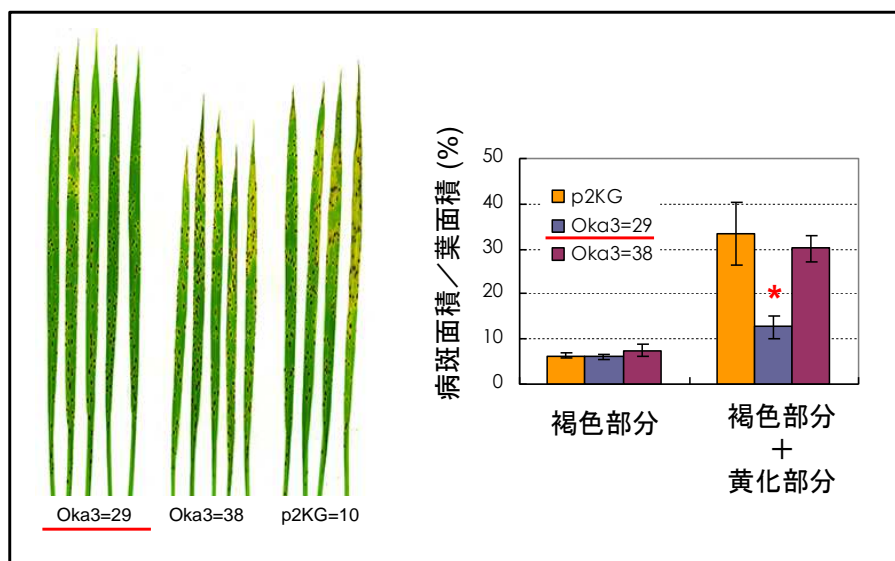 Oka3=29
Oka3=38
p2KG=10
病斑面積／葉面積 (%)
50
40
30
20
10
0
p2KG
Oka3=29
Oka3=38
*
褐色部分
褐色部分
＋
黄化部分